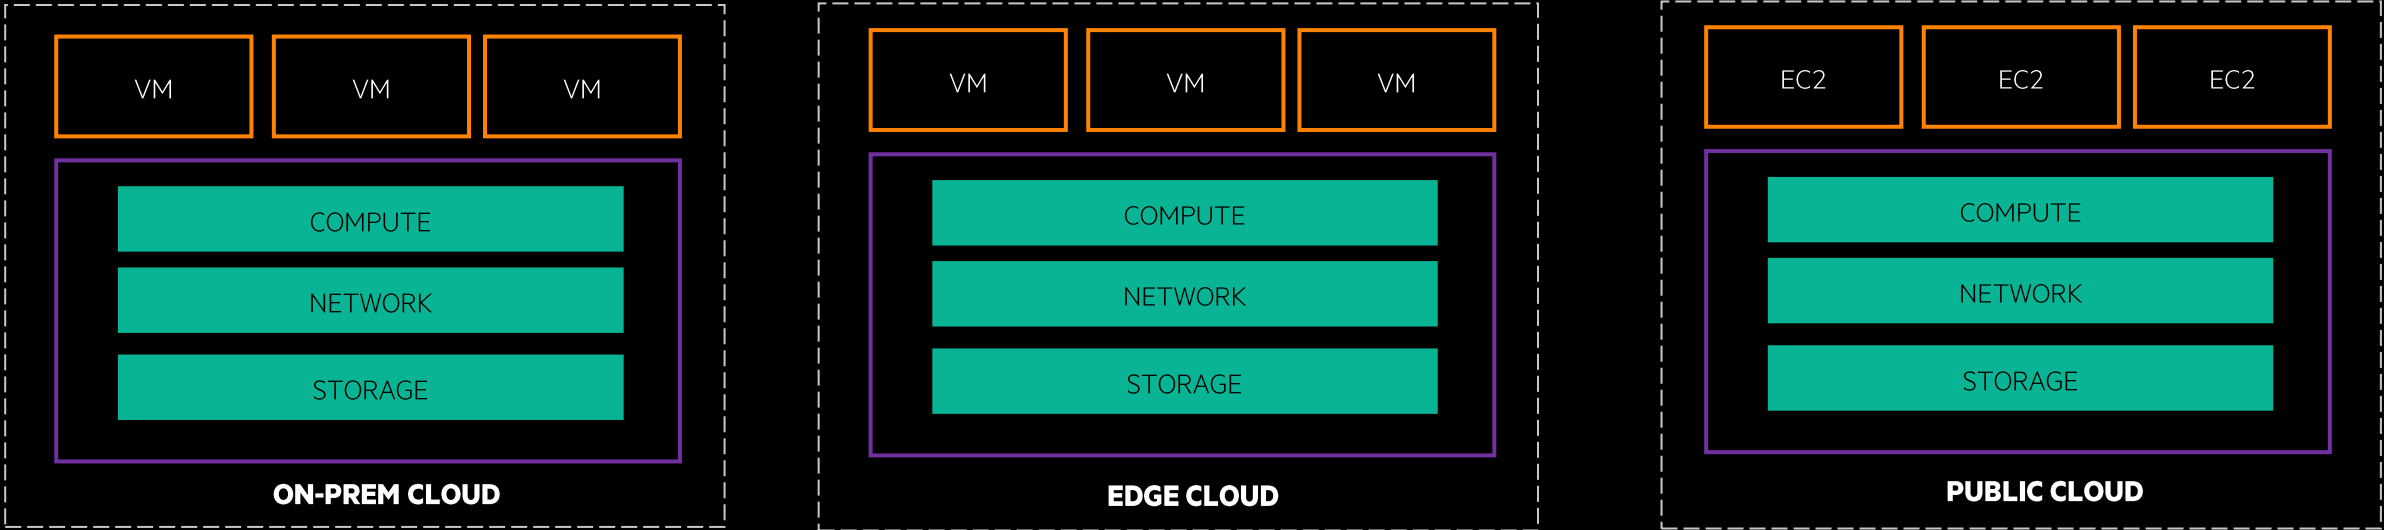 VM
VM
VM
COMPUTE
NETWORK
STORAGE
ON-PREM CLOUD
VM
VM
VM
COMPUTE
NETWORK
STORAGE
EDGE CLOUD
EC2
EC2
EC2
COMPUTE
NETWORK
STORAGE
PUBLIC CLOUD